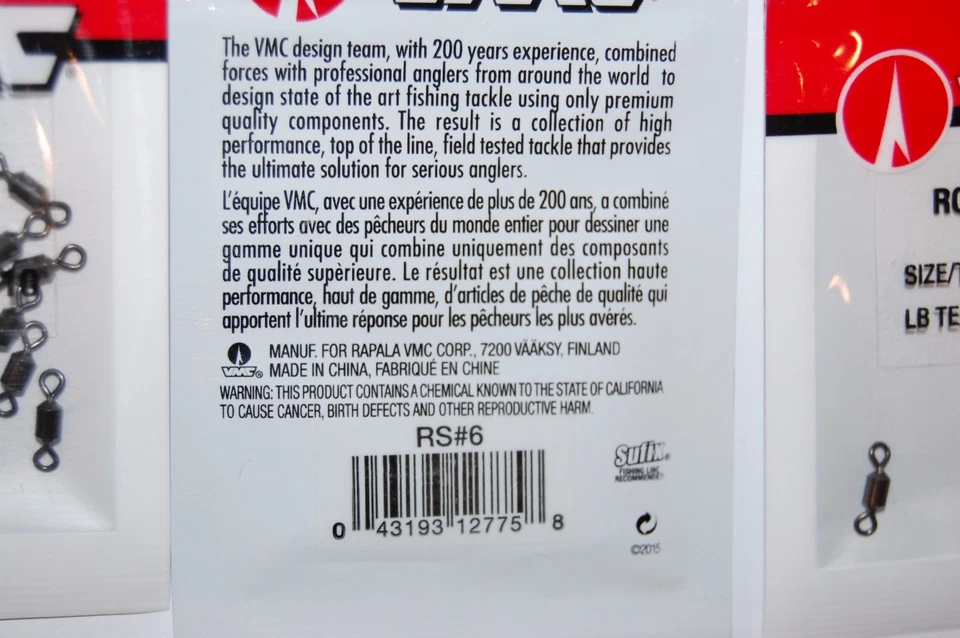 The VMC design team, with 200 years experience, combined
forces with professional anglers from around the world to
design state of the art fishing tackle using only premium
quality components. The result is a collection of high
performance, top of the line, field tested tackle that provides
the ultimate solution for serious anglers.
L'équipe VMC, avec une expérience de plus de 200 ans, a combiné
ses efforts avec des pêcheurs du monde entier pour dessiner une
gamme unique qui combine uniquement des composants
de qualité supèrieure. Le résultat est une collection haute
performance, haut de gamme, d'articles de pêche de qualité qui
apportent l'ultime réponse pour les pêcheurs les plus avérés.
VMC® MANUF. FOR RAPALA VMC CORP., 7200 VÄÄKSY, FINLAND
MADE IN CHINA, FABRIQUÉ EN CHINE
WARNING: THIS PRODUCT CONTAINS A CHEMICAL KNOWN TO THE STATE OF CALIFORNIA
TO CAUSE CANCER, BIRTH DEFECTS AND OTHER REPRODUCTIVE HARM.
RS#6
Sufix®
FISHING LINE
RECOMMENDED
0 43193 12775 8
©2015
SIZE/T
LB TE